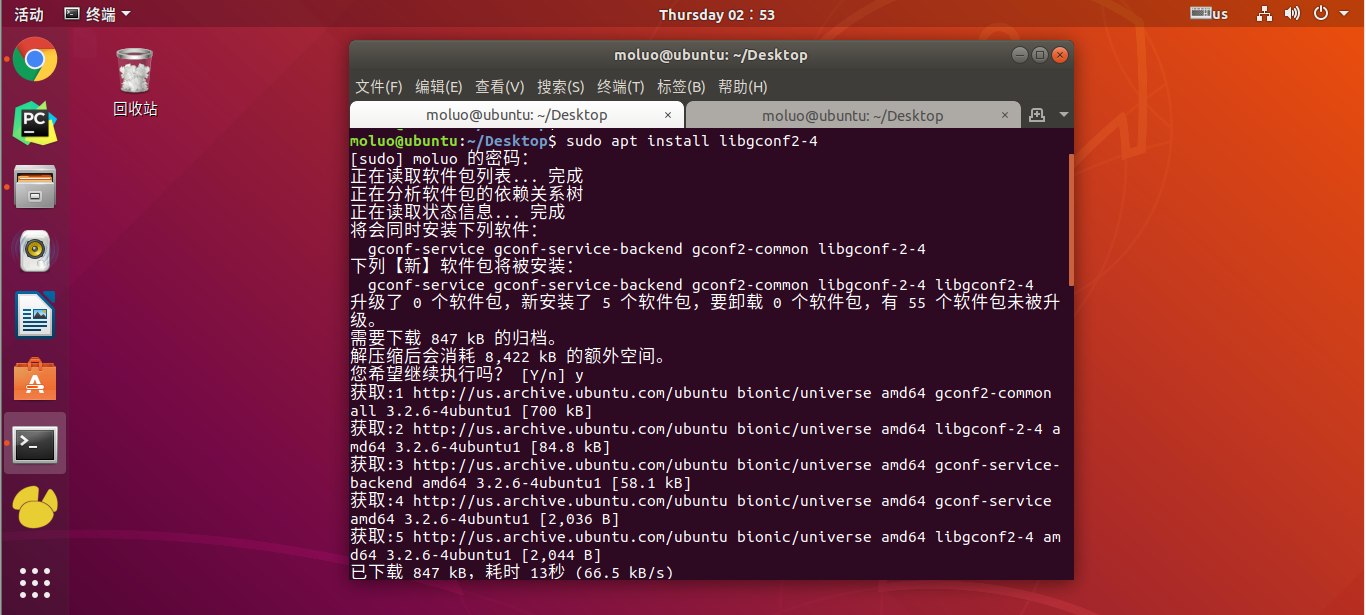 活动 终端 Thursday 02：53 us
PC
回收站
moluo@ubuntu: ~/Desktop
文件(F) 编辑(E) 查看(V) 搜索(S) 终端(T) 标签(B) 帮助(H)
moluo@ubuntu: ~/Desktop × moluo@ubuntu: ~/Desktop ×
moluo@ubuntu:~/Desktop$ sudo apt install libgconf2-4
[sudo] moluo 的密码：
正在读取软件包列表... 完成
正在分析软件包的依赖关系树
正在读取状态信息... 完成
将会同时安装下列软件：
gconf-service gconf-service-backend gconf2-common libgconf-2-4
下列【新】软件包将被安装：
gconf-service gconf-service-backend gconf2-common libgconf-2-4 libgconf2-4
升级了 0 个软件包，新安装了 5 个软件包，要卸载 0 个软件包，有 55 个软件包未被升
级。
需要下载 847 kB 的归档。
解压缩后会消耗 8,422 kB 的额外空间。
您希望继续执行吗？ [Y/n] y
获取:1 http://us.archive.ubuntu.com/ubuntu bionic/universe amd64 gconf2-common
all 3.2.6-4ubuntu1 [700 kB]
获取:2 http://us.archive.ubuntu.com/ubuntu bionic/universe amd64 libgconf-2-4 a
md64 3.2.6-4ubuntu1 [84.8 kB]
获取:3 http://us.archive.ubuntu.com/ubuntu bionic/universe amd64 gconf-service-
backend amd64 3.2.6-4ubuntu1 [58.1 kB]
获取:4 http://us.archive.ubuntu.com/ubuntu bionic/universe amd64 gconf-service
amd64 3.2.6-4ubuntu1 [2,036 B]
获取:5 http://us.archive.ubuntu.com/ubuntu bionic/universe amd64 libgconf2-4 am
d64 3.2.6-4ubuntu1 [2,044 B]
已下载 847 kB，耗时 13秒 (66.5 kB/s)